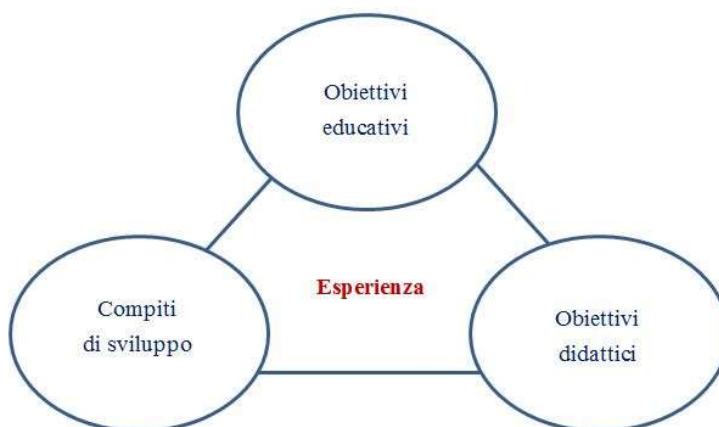 Obiettivi
educativi
Esperienza
Compiti
di sviluppo
Obiettivi
didattici